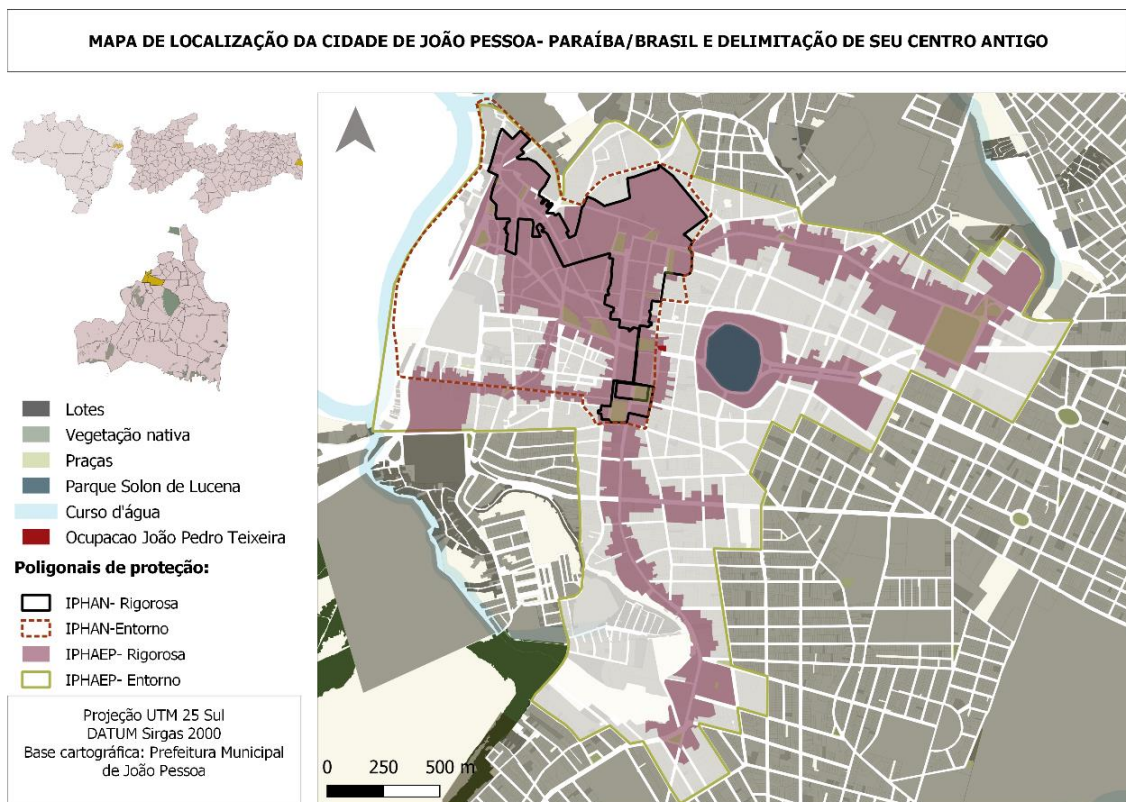 MAPA DE LOCALIZAÇÃO DA CIDADE DE JOÃO PESSOA- PARAÍBA/BRASIL E DELIMITAÇÃO DE SEU CENTRO ANTIGO
Lotes
Vegetação nativa
Praças
Parque Solon de Lucena
Curso d'água
Ocupacao João Pedro Teixeira
Poligonais de proteção:
IPHAN- Rigorosa
IPHAN-Entorno
IPHAEP- Rigorosa
IPHAEP- Entorno
Projeção UTM 25 Sul
DATUM Sirgas 2000
Base cartográfica: Prefeitura Municipal
de João Pessoa
0 250 500 m